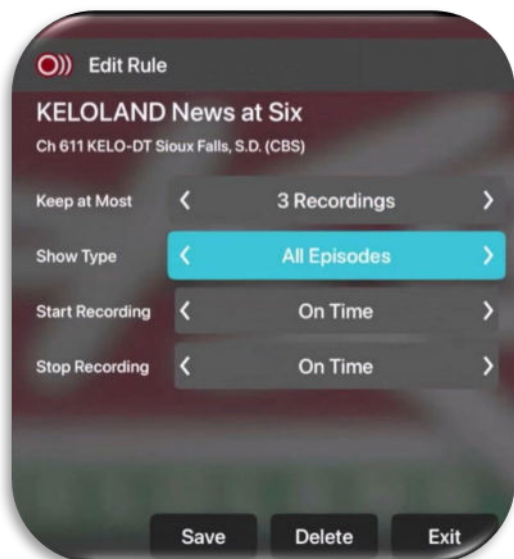 Edit Rule
KELOLAND News at Six
Ch 611 KELO-DT Sioux Falls, S.D. (CBS)
Keep at Most 3 Recordings
Show Type All Episodes
Start Recording On Time
Stop Recording On Time
Save Delete Exit